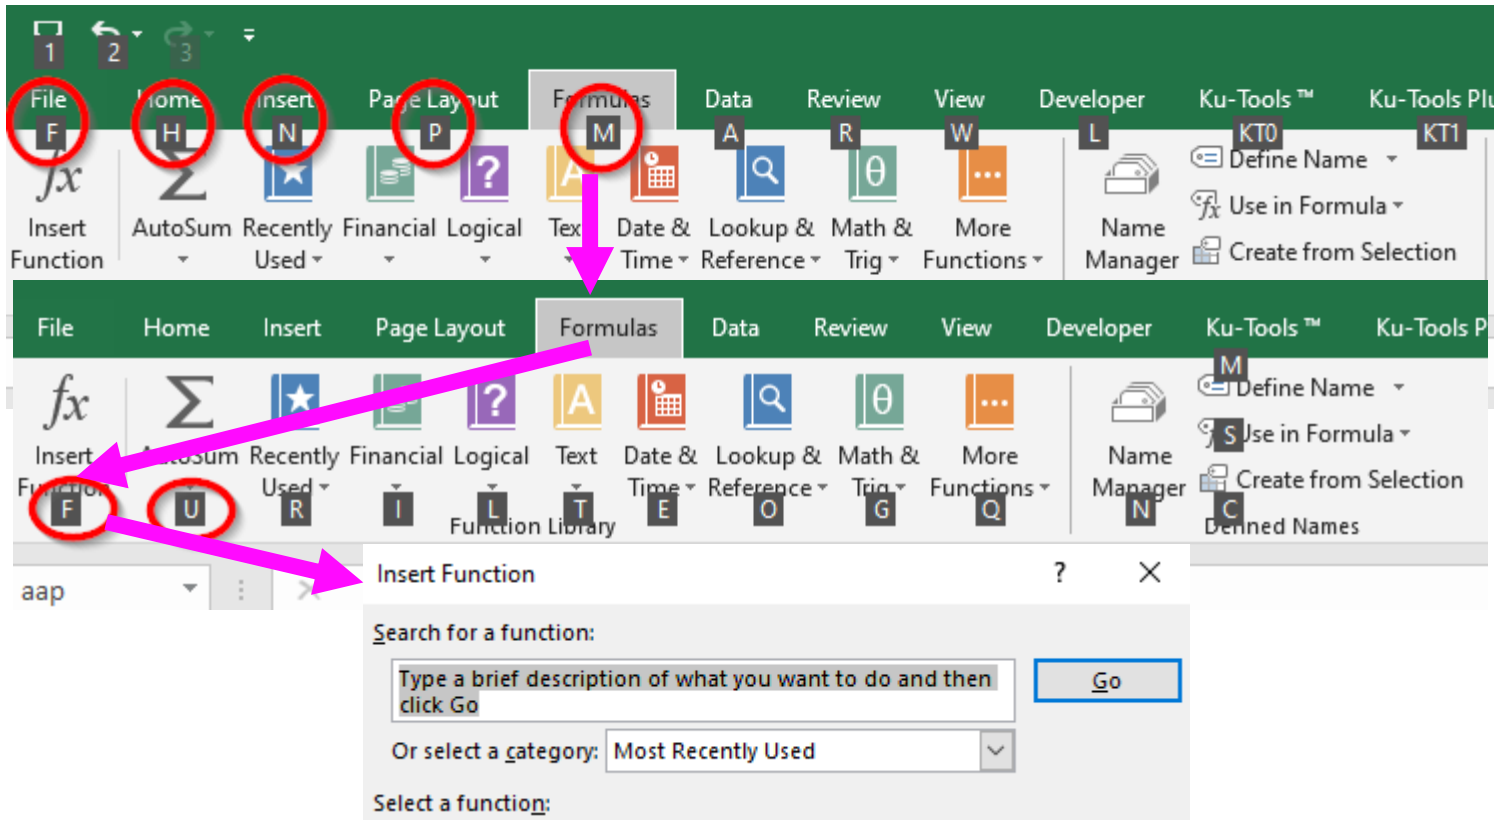 1 2 3
File Home Insert Page Layout Formulas Data Review View Developer Ku-Tools ™ Ku-Tools Plu
F H N P M A R W L KT0 KT1
fx Σ ★ ? A θ ... Define Name
Use in Formula
Insert AutoSum Recently Financial Logical Text Date & Lookup & Math & More Name
Function Used Time Reference Trig Functions Manager Create from Selection
File Home Insert Page Layout Formulas Data Review View Developer Ku-Tools ™ Ku-Tools P
M
fx Σ ★ ? A θ ... Define Name
S Use in Formula
Insert AutoSum Recently Financial Logical Text Date & Lookup & Math & More Name
Function Used Time Reference Trig Functions Manager Create from Selection
F U R I L T E O G Q N C
Function Library Defined Names
aap
Insert Function ? ×
Search for a function:
Type a brief description of what you want to do and then
click Go
Go
Or select a category: Most Recently Used
Select a function: